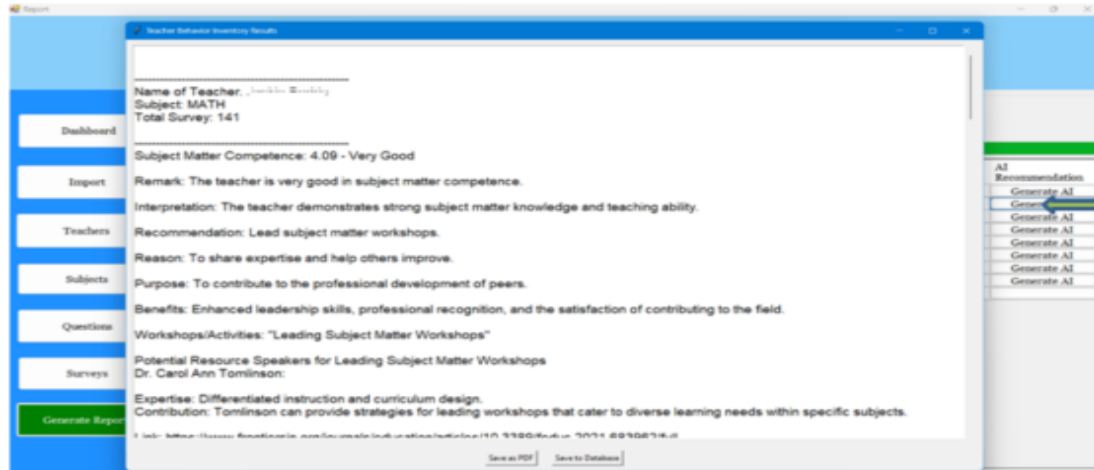 Report
Teacher Behavior Inventory Results
Name of Teacher:
Subject: MATH
Total Survey: 141
Subject Matter Competence: 4.09 - Very Good
Remark: The teacher is very good in subject matter competence.
Interpretation: The teacher demonstrates strong subject matter knowledge and teaching ability.
Recommendation: Lead subject matter workshops.
Reason: To share expertise and help others improve.
Purpose: To contribute to the professional development of peers.
Benefits: Enhanced leadership skills, professional recognition, and the satisfaction of contributing to the field.
Workshops/Activities: "Leading Subject Matter Workshops"
Potential Resource Speakers for Leading Subject Matter Workshops
Dr. Carol Ann Tomlinson:
Expertise: Differentiated instruction and curriculum design.
Contribution: Tomlinson can provide strategies for leading workshops that cater to diverse learning needs within specific subjects.
Save as PDF
Save to Database
Dashboard
Import
Teachers
Subjects
Questions
Surveys
Generate Repor
AI
Recommendation
Generate AI
Gener
Generate AI
Generate AI
Generate AI
Generate AI
Generate AI
Generate AI